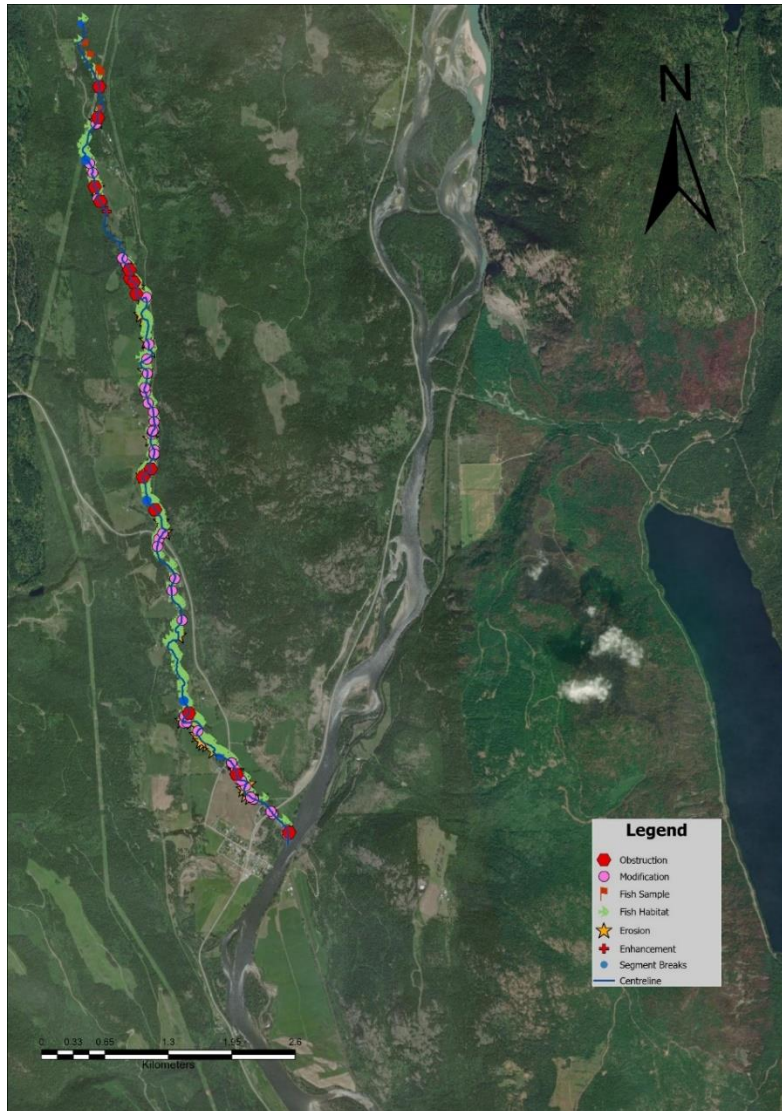 N
Legend
Obstruction
Modification
Fish Sample
Fish Habitat
Erosion
Enhancement
Segment Breaks
Centreline
0 0.33 0.65 1.3 1.95 2.6
Kilometers